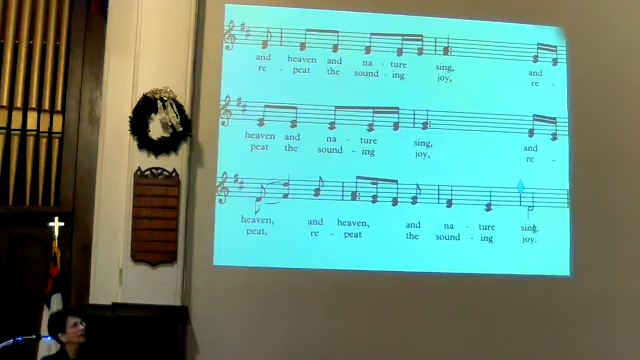 and heaven and na - ture sing, and
re - peat the sound - ing joy, re -
heaven and na - ture sing, and
peat the sound - ing joy, re -
heaven, and heaven, and na - ture sing.
peat, re - peat the sound - ing joy.